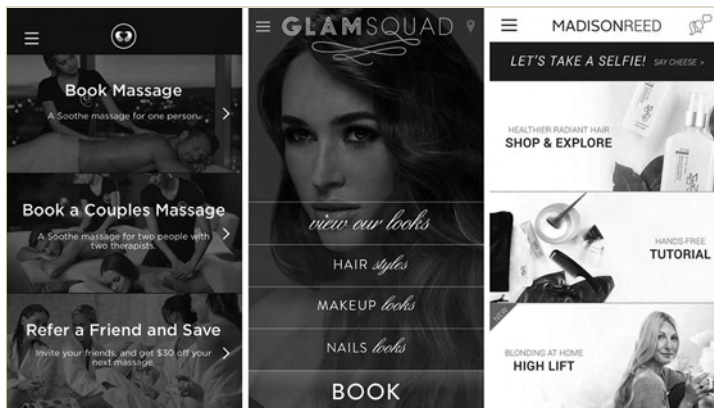 Book Massage
A Soothe massage for one person.
Book a Couples Massage
A Soothe massage for two people with
two therapists.
Refer a Friend and Save
Invite your friends, and get $30 off your
next massage.
GLAMSQUAD
view our looks
HAIR styles
MAKEUP looks
NAILS looks
BOOK
MADISONREED
LET'S TAKE A SELFIE! SAY CHEESE >
HEALTHIER RADIANT HAIR
SHOP & EXPLORE
HANDS-FREE
TUTORIAL
NEW
BLONDING AT HOME
HIGH LIFT